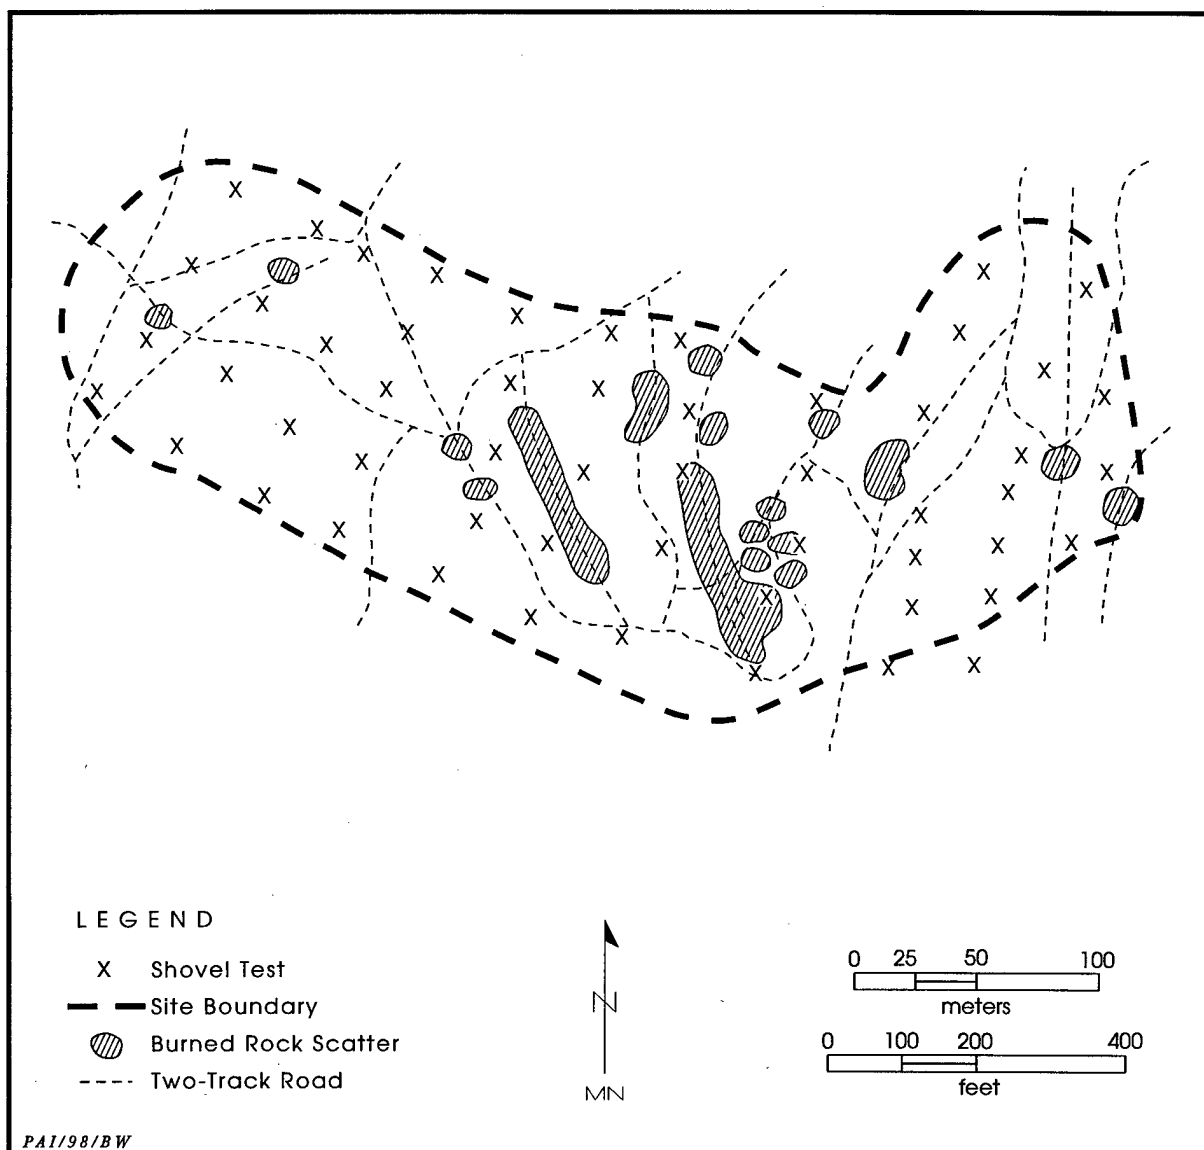 LEGEND
X Shovel Test
Site Boundary
Burned Rock Scatter
Two-Track Road
N
MN
0 25 50 100
meters
0 100 200 400
feet
PAI/98/BW